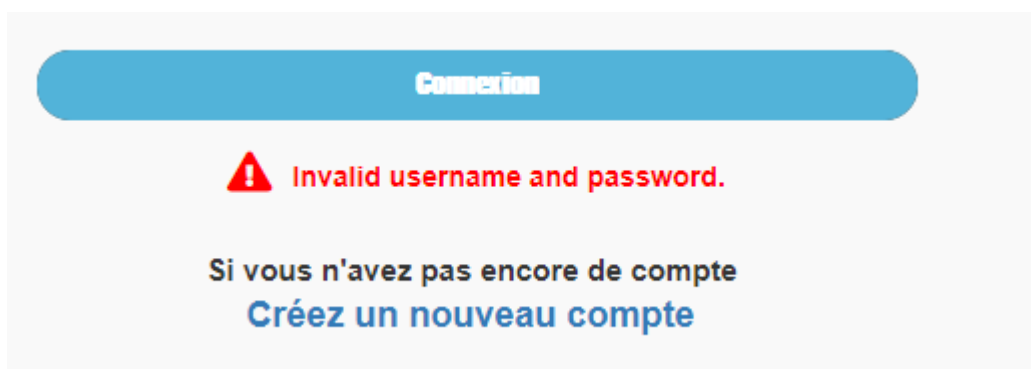 Connexion
Invalid username and password.
Si vous n'avez pas encore de compte
Créez un nouveau compte